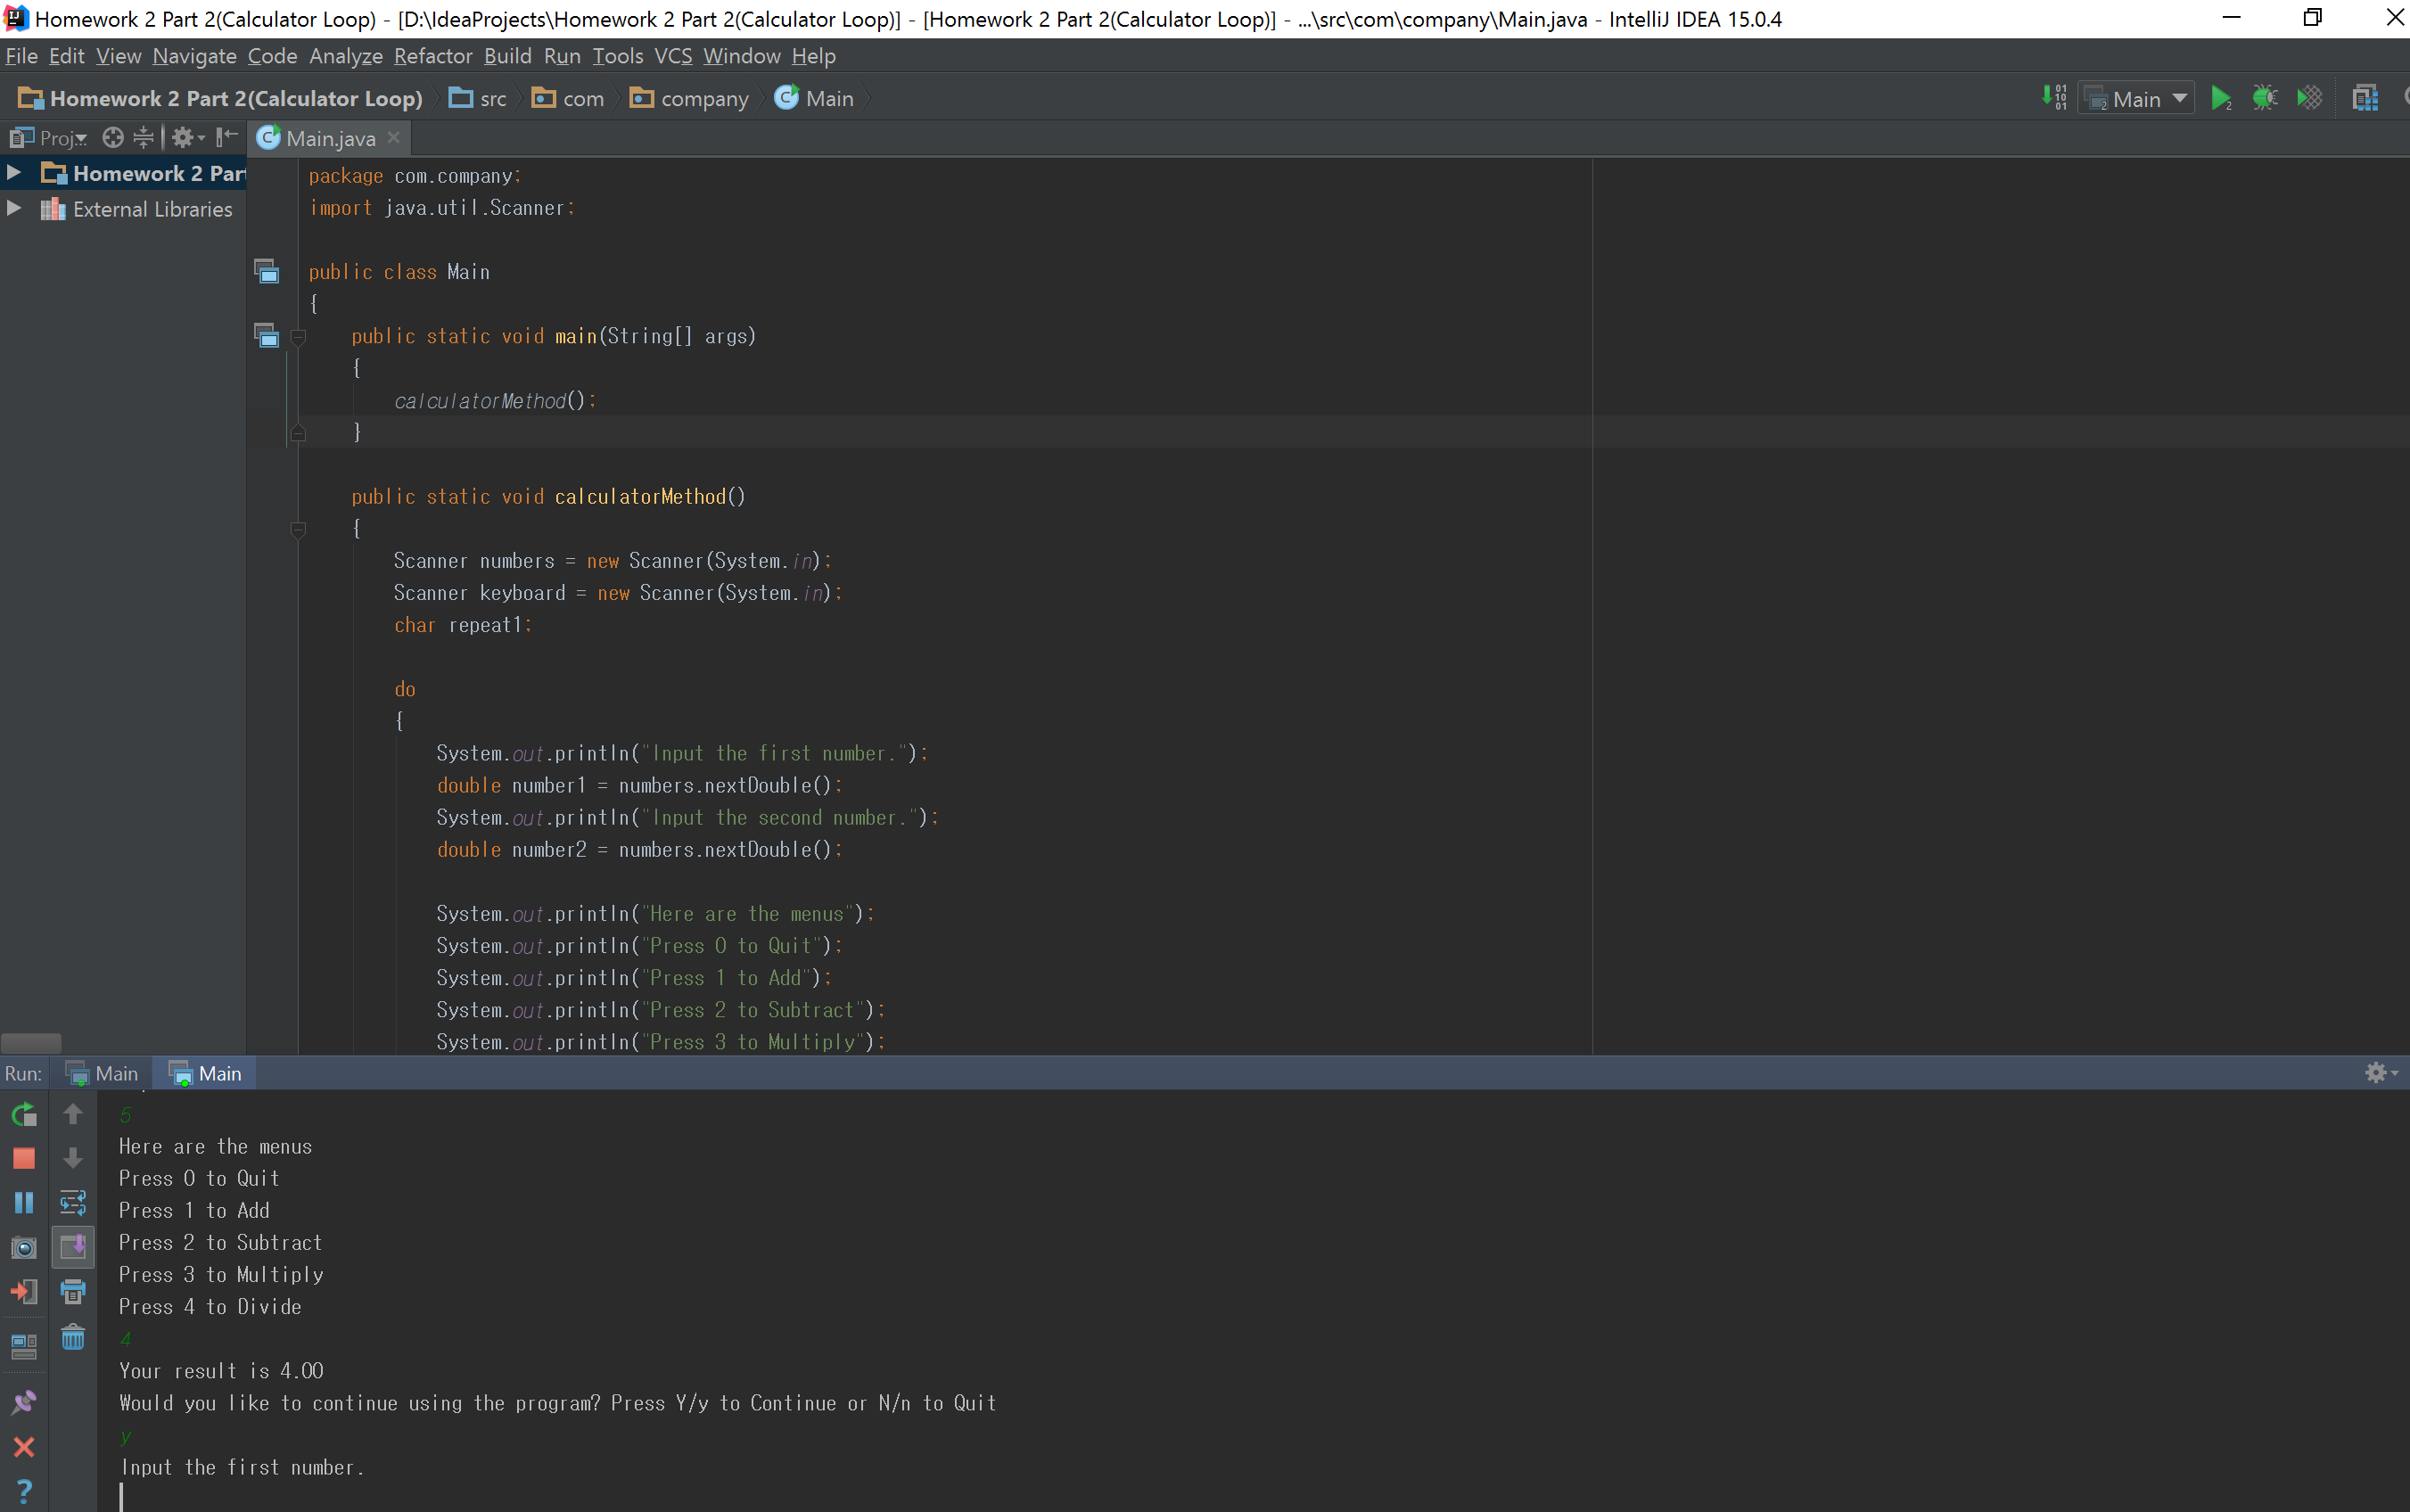 Homework 2 Part 2(Calculator Loop) - [D:\IdeaProjects\Homework 2 Part 2(Calculator Loop)] - [Homework 2 Part 2(Calculator Loop)] - ...\src\com\company\Main.java - IntelliJ IDEA 15.0.4
File Edit View Navigate Code Analyze Refactor Build Run Tools VCS Window Help
Homework 2 Part 2(Calculator Loop) src com company Main Main
Proj... Main.java
Homework 2 Part
External Libraries
package com.company;
import java.util.Scanner;
public class Main
{
public static void main(String[] args)
{
calculatorMethod();
}
public static void calculatorMethod()
{
Scanner numbers = new Scanner(System.in);
Scanner keyboard = new Scanner(System.in);
char repeat1;
do
{
System.out.println("Input the first number.");
double number1 = numbers.nextDouble();
System.out.println("Input the second number.");
double number2 = numbers.nextDouble();
System.out.println("Here are the menus");
System.out.println("Press 0 to Quit");
System.out.println("Press 1 to Add");
System.out.println("Press 2 to Subtract");
System.out.println("Press 3 to Multiply");
Run: Main Main
5
Here are the menus
Press 0 to Quit
Press 1 to Add
Press 2 to Subtract
Press 3 to Multiply
Press 4 to Divide
4
Your result is 4.00
Would you like to continue using the program? Press Y/y to Continue or N/n to Quit
y
Input the first number.